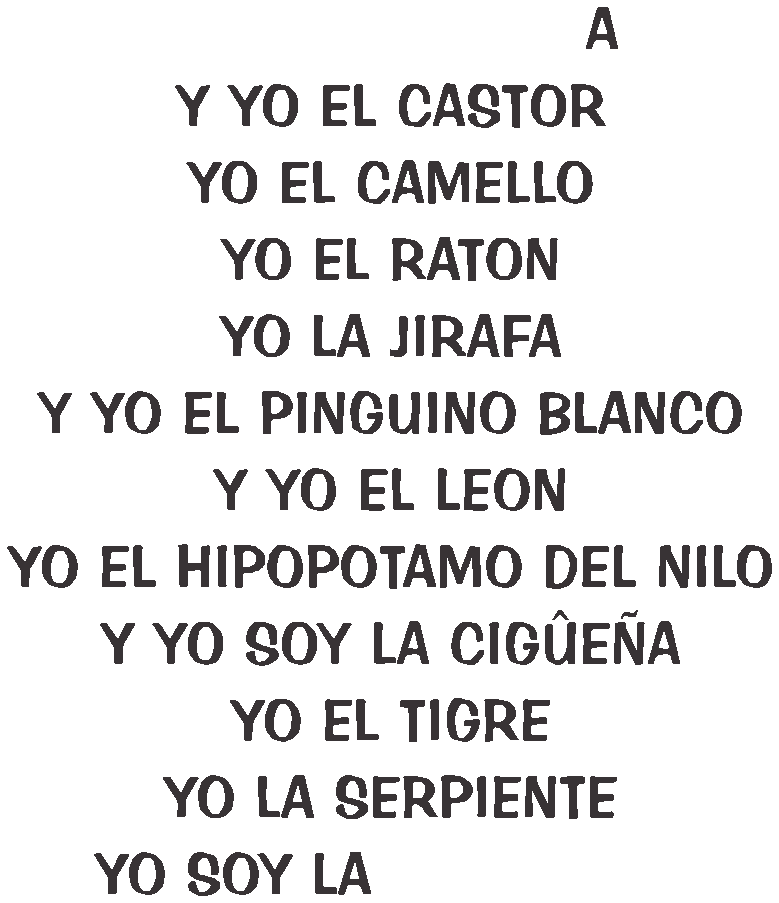 A
Y YO EL CASTOR
YO EL CAMELLO
YO EL RATON
YO LA JIRAFA
Y YO EL PINGUINO BLANCO
Y YO EL LEON
YO EL HIPOPOTAMO DEL NILO
Y YO SOY LA CIGÛEÑA
YO EL TIGRE
YO LA SERPIENTE
YO SOY LA